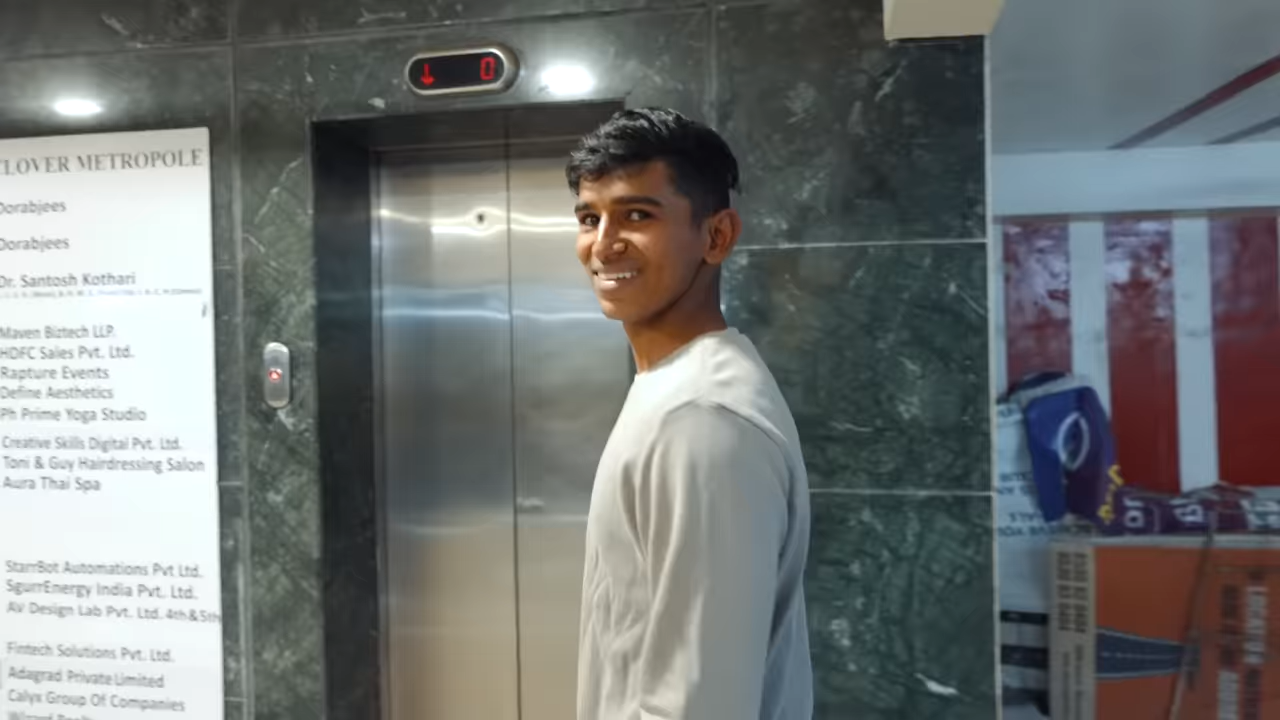 ↓ 0
CLOVER METROPOLE
Dorabjees
Dorabjees
Dr. Santosh Kothari
Maven Biztech LLP.
HDFC Sales Pvt. Ltd.
Rapture Events
Define Aesthetics
Ph Prime Yoga Studio
Creative Skills Digital Pvt. Ltd.
Toni & Guy Hairdressing Salon
Aura Thai Spa
StarrBot Automations Pvt Ltd.
SgurrEnergy India Pvt. Ltd.
AV Design Lab Pvt. Ltd. 4th&5th
Fintech Solutions Pvt. Ltd.
Adagrad Private Limited
Calyx Group Of Companies